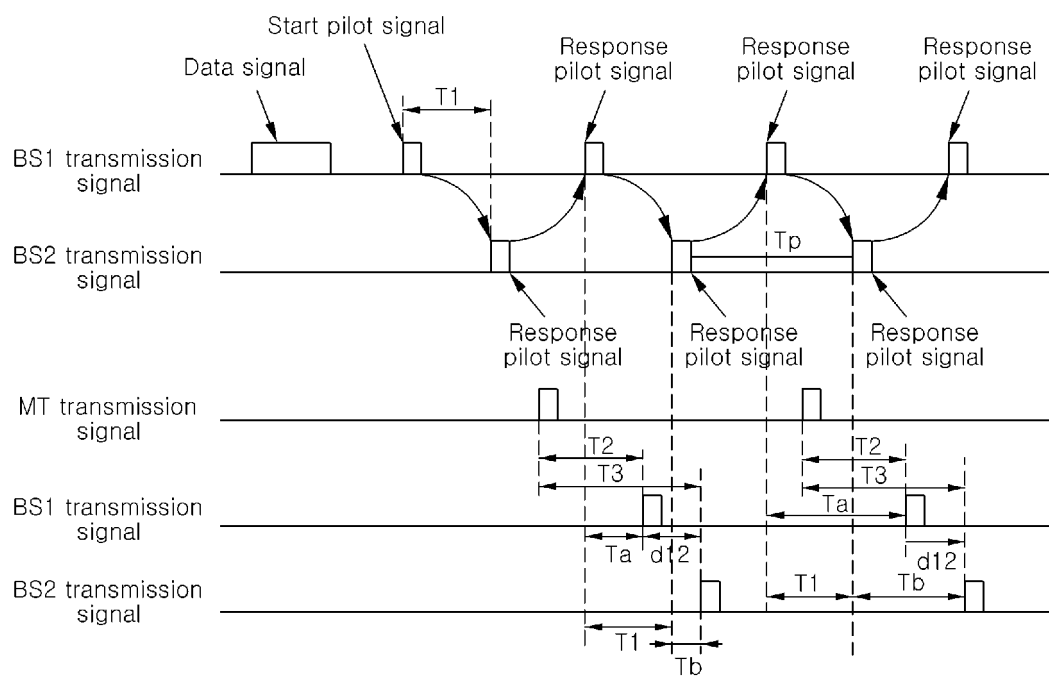 Start pilot signal
Data signal
T1
Response
pilot signal
Response
pilot signal
Response
pilot signal
BS1 transmission
signal
BS2 transmission
signal
Tp
Response
pilot signal
Response
pilot signal
Response
pilot signal
MT transmission
signal
T2
T3
T2
T3
BS1 transmission
signal
Ta
d12
Ta
d12
BS2 transmission
signal
T1
Tb
T1
Tb